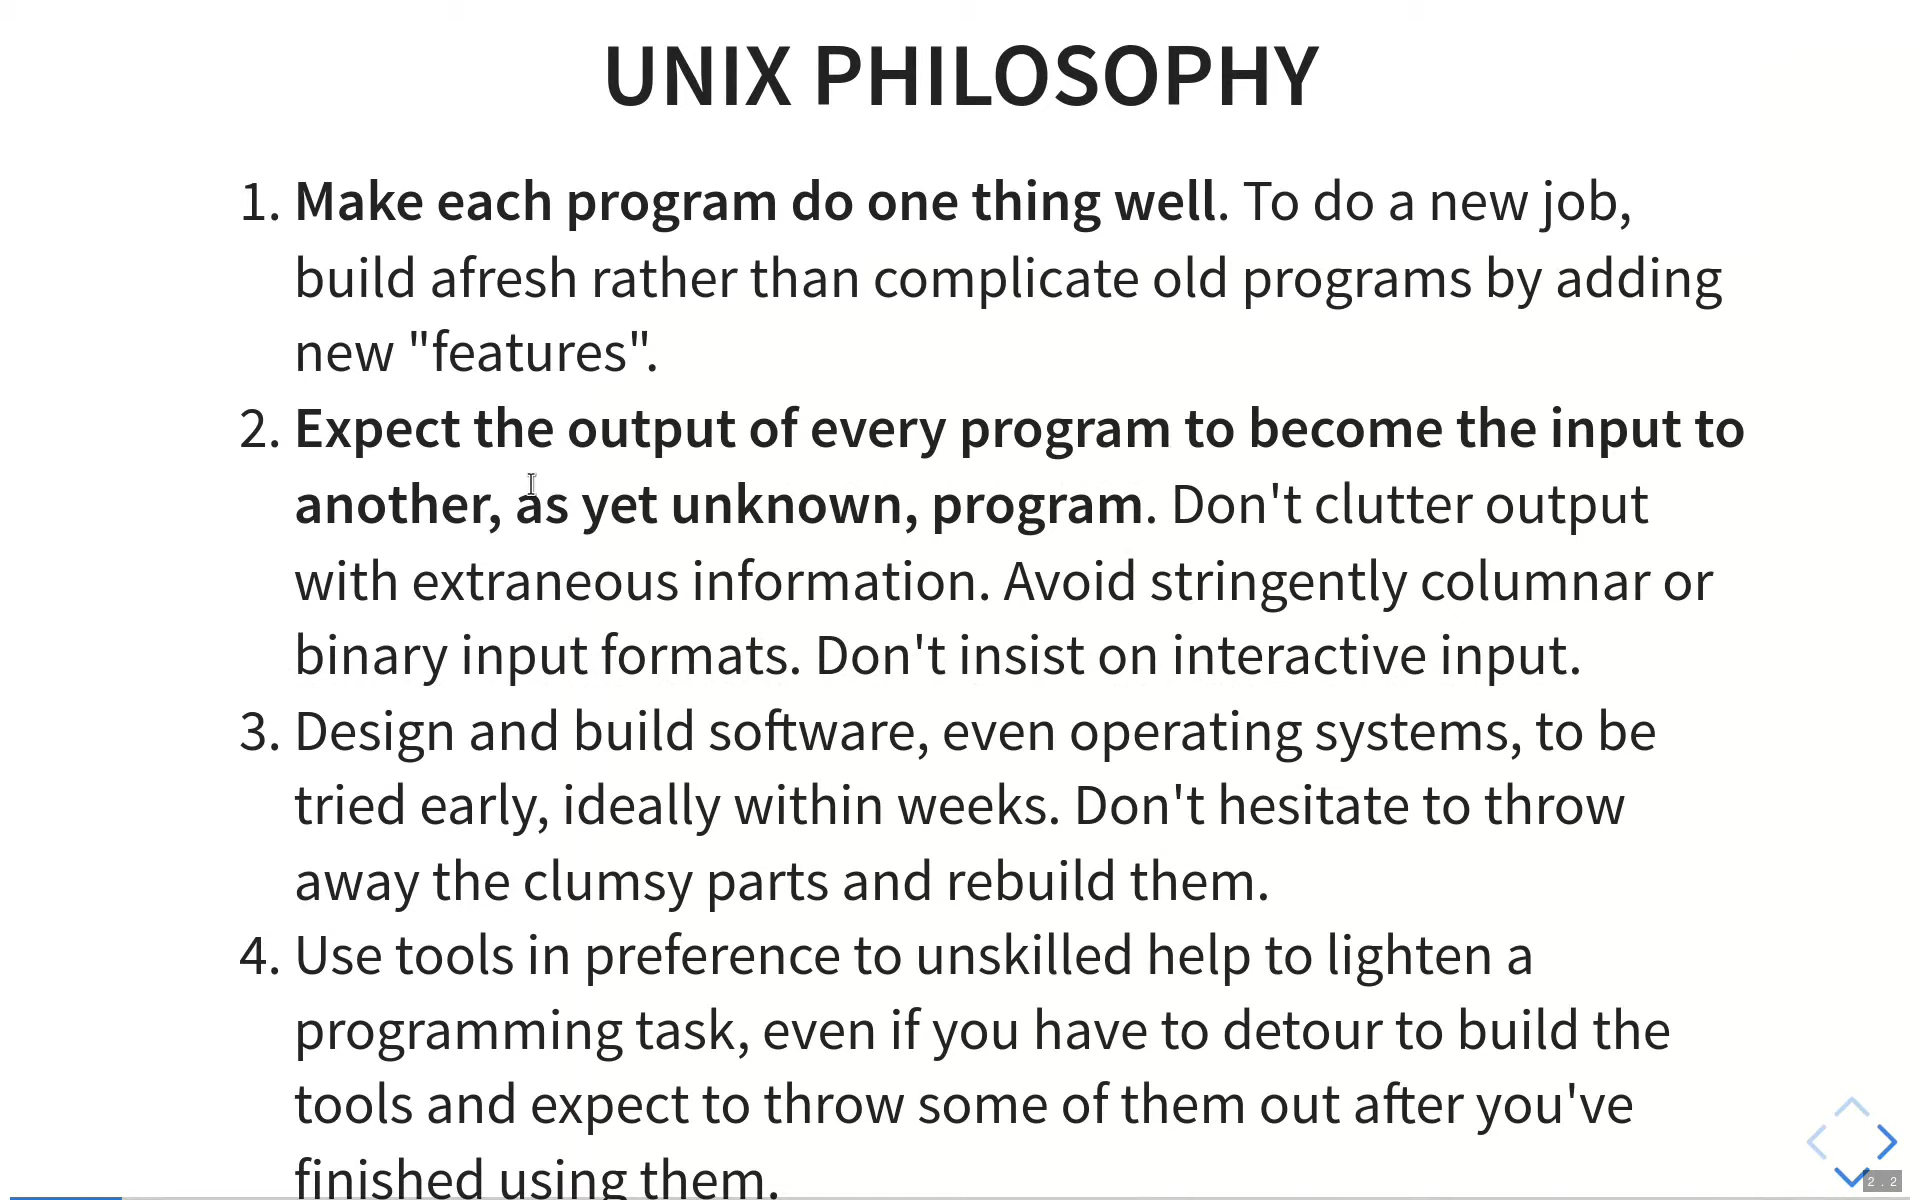 UNIX PHILOSOPHY
1. Make each program do one thing well. To do a new job,
build afresh rather than complicate old programs by adding
new "features".
2. Expect the output of every program to become the input to
another, as yet unknown, program. Don't clutter output
with extraneous information. Avoid stringently columnar or
binary input formats. Don't insist on interactive input.
3. Design and build software, even operating systems, to be
tried early, ideally within weeks. Don't hesitate to throw
away the clumsy parts and rebuild them.
4. Use tools in preference to unskilled help to lighten a
programming task, even if you have to detour to build the
tools and expect to throw some of them out after you've
finished using them.
2.2